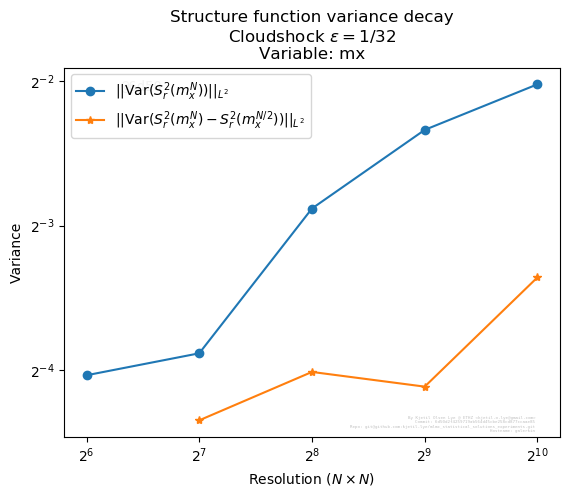 Structure function variance decay
Cloudshock ε = 1/32
Variable: mx
||Var(S_r^2(m_x^N))||_{L^2}
||Var(S_r^2(m_x^N) − S_r^2(m_x^{N/2}))||_{L^2}
Variance
2^{-2}
2^{-3}
2^{-4}
2^6 2^7 2^8 2^9 2^{10}
Resolution (N × N)